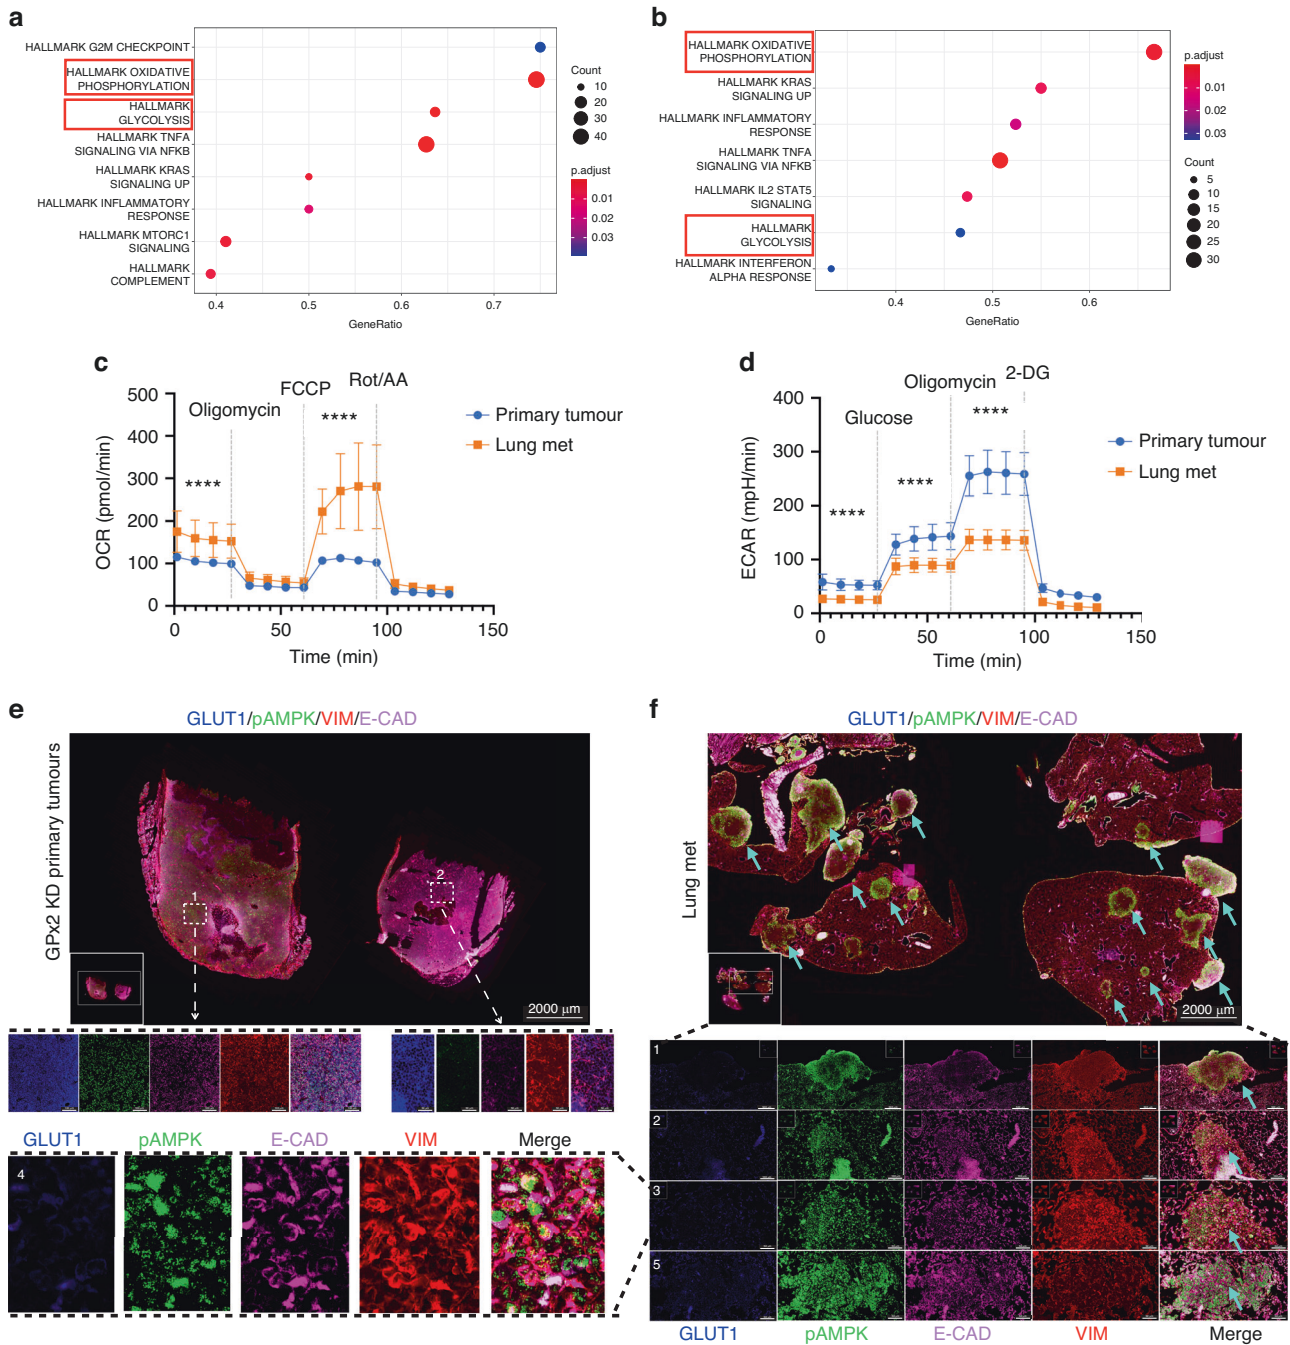 a
HALLMARK G2M CHECKPOINT
HALLMARK OXIDATIVE
PHOSPHORYLATION
HALLMARK
GLYCOLYSIS
HALLMARK TNFA
SIGNALING VIA NFKB
HALLMARK KRAS
SIGNALING UP
HALLMARK INFLAMMATORY
RESPONSE
HALLMARK MTORC1
SIGNALING
HALLMARK
COMPLEMENT
0.4 0.5 0.6 0.7
GeneRatio
Count
10
20
30
40
p.adjust
0.01
0.02
0.03
b
HALLMARK OXIDATIVE
PHOSPHORYLATION
HALLMARK KRAS
SIGNALING UP
HALLMARK INFLAMMATORY
RESPONSE
HALLMARK TNFA
SIGNALING VIA NFKB
HALLMARK IL2 STAT5
SIGNALING
HALLMARK
GLYCOLYSIS
HALLMARK INTERFERON
ALPHA RESPONSE
0.4 0.5 0.6
GeneRatio
p.adjust
0.01
0.02
0.03
Count
5
10
15
20
25
30
c
OCR (pmol/min)
500
400
300
200
100
0
0 50 100 150
Time (min)
Oligomycin
FCCP
Rot/AA
****
****
Primary tumour
Lung met
d
ECAR (mpH/min)
400
300
200
100
0
0 50 100 150
Time (min)
Glucose
Oligomycin
2-DG
****
****
****
Primary tumour
Lung met
e
GLUT1/pAMPK/VIM/E-CAD
GPx2 KD primary tumours
1
2
2000 μm
GLUT1 pAMPK E-CAD VIM Merge
4
f
GLUT1/pAMPK/VIM/E-CAD
Lung met
2000 μm
1
2
3
5
GLUT1 pAMPK E-CAD VIM Merge